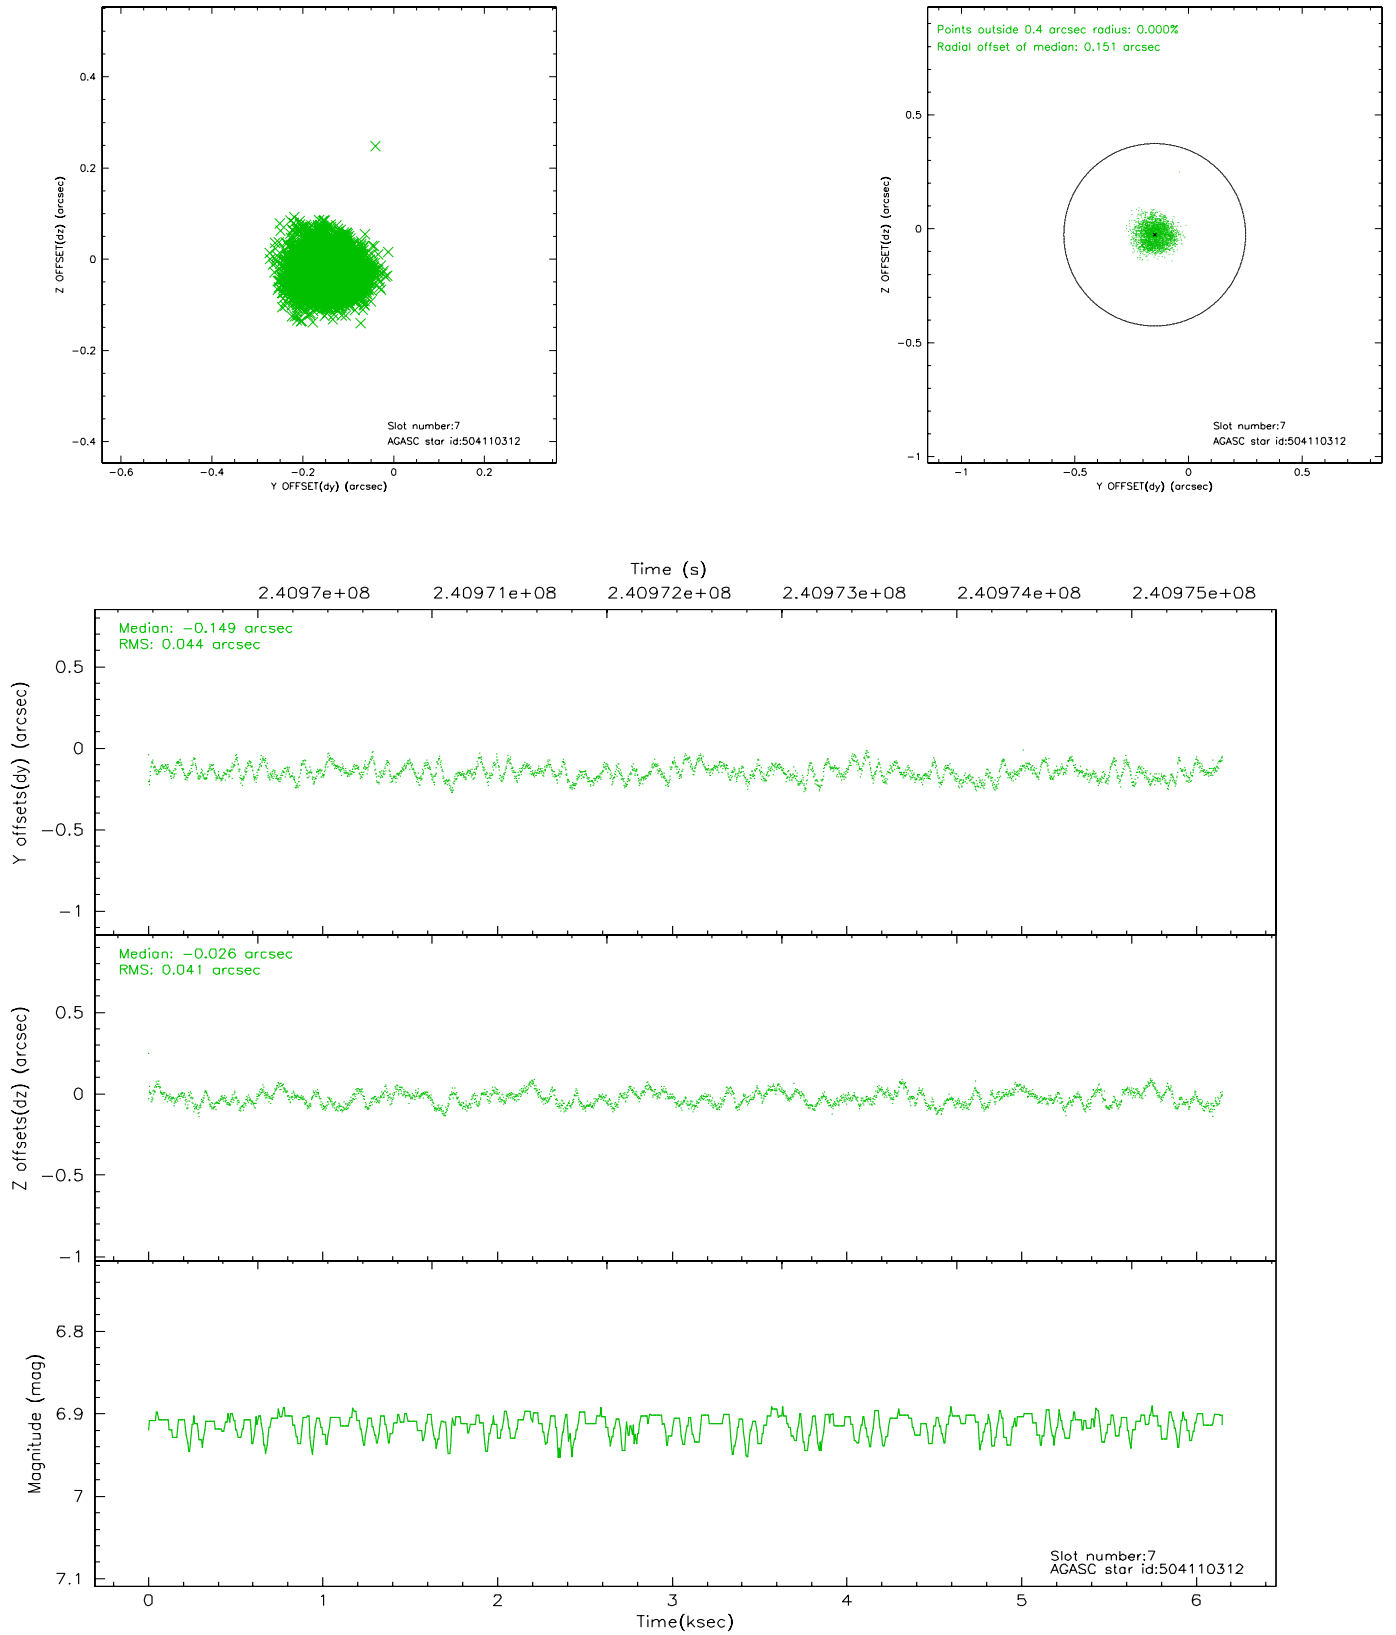 0.4
0.2
0
−0.2
−0.4
Z OFFSET(dz) (arcsec)
Slot number:7
AGASC star id:504110312
−0.6
−0.4
−0.2
0
0.2
Y OFFSET(dy) (arcsec)
Points outside 0.4 arcsec radius: 0.000%
Radial offset of median: 0.151 arcsec
0.5
0
−0.5
−1
Z OFFSET(dz) (arcsec)
Slot number:7
AGASC star id:504110312
−1
−0.5
0
0.5
Y OFFSET(dy) (arcsec)
Time (s)
2.4097e+08
2.40971e+08
2.40972e+08
2.40973e+08
2.40974e+08
2.40975e+08
Median: −0.149 arcsec
RMS: 0.044 arcsec
0.5
0
−0.5
−1
Y offsets(dy) (arcsec)
Median: −0.026 arcsec
RMS: 0.041 arcsec
0.5
0
−0.5
−1
Z offsets(dz) (arcsec)
6.8
6.9
7
7.1
Magnitude (mag)
Slot number:7
AGASC star id:504110312
0
1
2
3
4
5
6
Time(ksec)